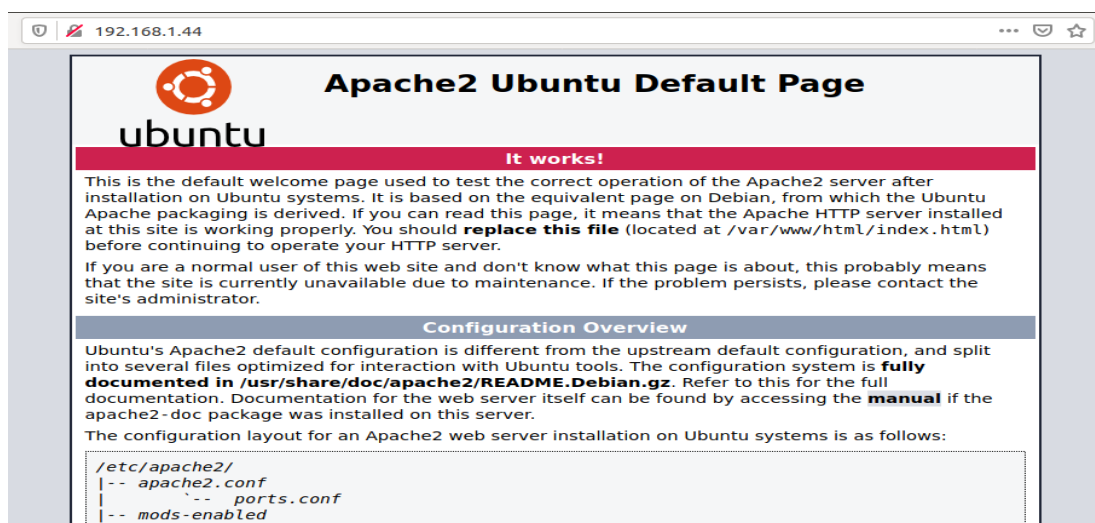 192.168.1.44
Apache2 Ubuntu Default Page
ubuntu
It works!
This is the default welcome page used to test the correct operation of the Apache2 server after
installation on Ubuntu systems. It is based on the equivalent page on Debian, from which the Ubuntu
Apache packaging is derived. If you can read this page, it means that the Apache HTTP server installed
at this site is working properly. You should replace this file (located at /var/www/html/index.html)
before continuing to operate your HTTP server.
If you are a normal user of this web site and don't know what this page is about, this probably means
that the site is currently unavailable due to maintenance. If the problem persists, please contact the
site's administrator.
Configuration Overview
Ubuntu's Apache2 default configuration is different from the upstream default configuration, and split
into several files optimized for interaction with Ubuntu tools. The configuration system is fully
documented in /usr/share/doc/apache2/README.Debian.gz. Refer to this for the full
documentation. Documentation for the web server itself can be found by accessing the manual if the
apache2-doc package was installed on this server.
The configuration layout for an Apache2 web server installation on Ubuntu systems is as follows:
/etc/apache2/
|-- apache2.conf
|       `--  ports.conf
|-- mods-enabled